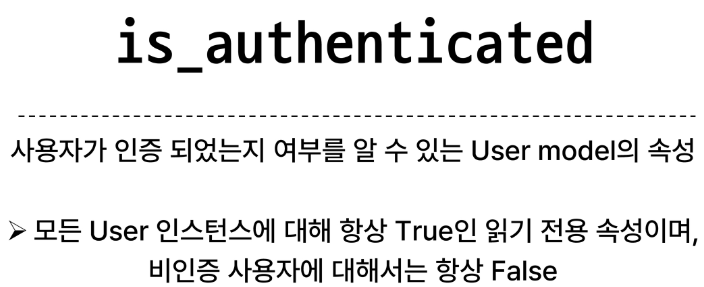 is_authenticated
사용자가 인증 되었는지 여부를 알 수 있는 User model의 속성
➢ 모든 User 인스턴스에 대해 항상 True인 읽기 전용 속성이며,
비인증 사용자에 대해서는 항상 False